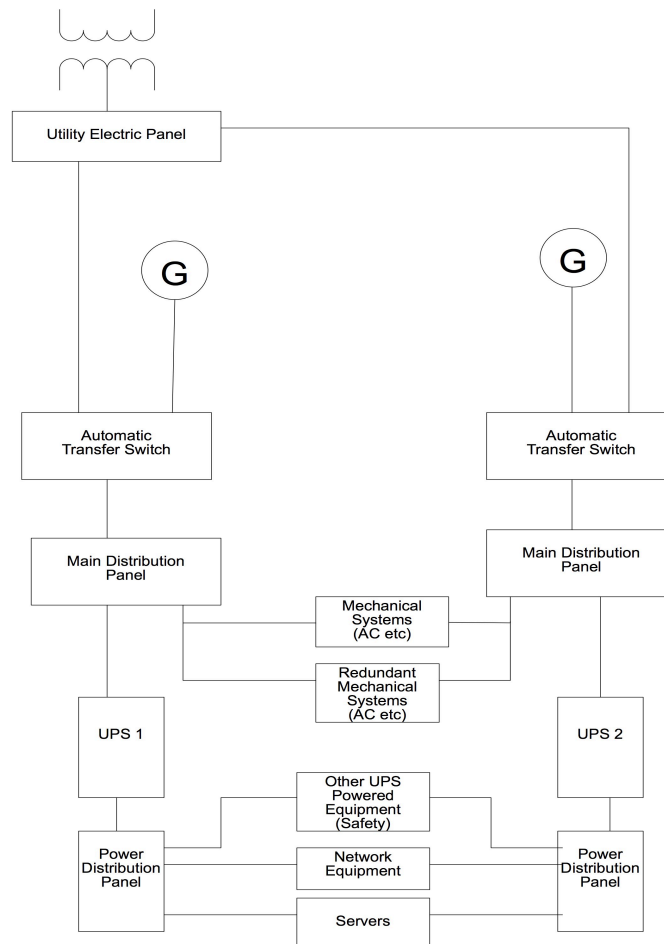 Utility Electric Panel
G
G
Automatic
Transfer Switch
Automatic
Transfer Switch
Main Distribution
Panel
Main Distribution
Panel
Mechanical
Systems
(AC etc)
Redundant
Mechanical
Systems
(AC etc)
UPS 1
UPS 2
Other UPS
Powered
Equipment
(Safety)
Power
Distribution
Panel
Network
Equipment
Power
Distribution
Panel
Servers